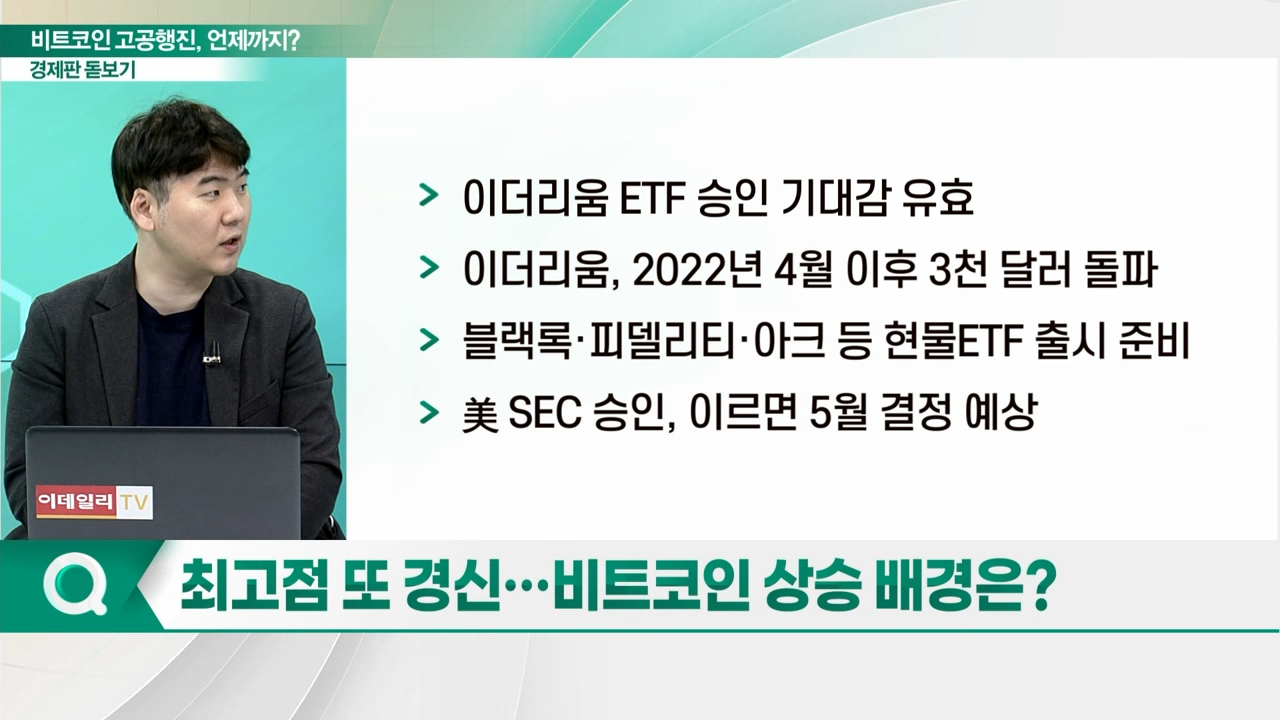 비트코인 고공행진, 언제까지?
경제판 돋보기
> 이더리움 ETF 승인 기대감 유효
> 이더리움, 2022년 4월 이후 3천 달러 돌파
> 블랙록·피델리티·아크 등 현물ETF 출시 준비
> 美 SEC 승인, 이르면 5월 결정 예상
이데일리 TV
최고점 또 경신…비트코인 상승 배경은?